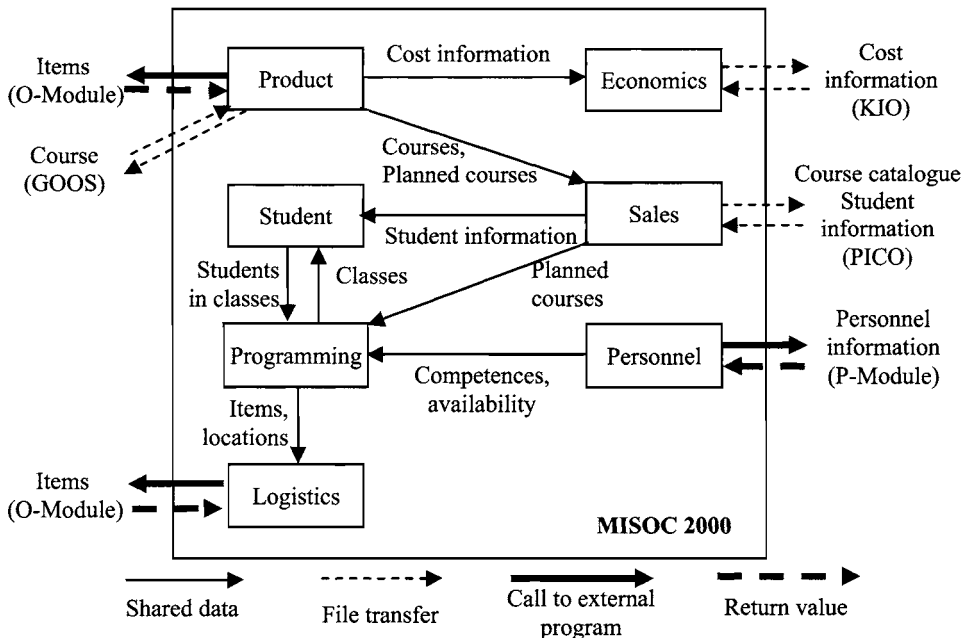 Items
(O-Module)
Product
Cost information
Economics
Cost
information
(KIO)
Course
(GOOS)
Courses,
Planned courses
Student
Student information
Sales
Course catalogue
Student
information
(PICO)
Students
in classes
Classes
Planned
courses
Programming
Competences,
availability
Personnel
Personnel
information
(P-Module)
Items,
locations
Items
(O-Module)
Logistics
MISOC 2000
Shared data
File transfer
Call to external
program
Return value